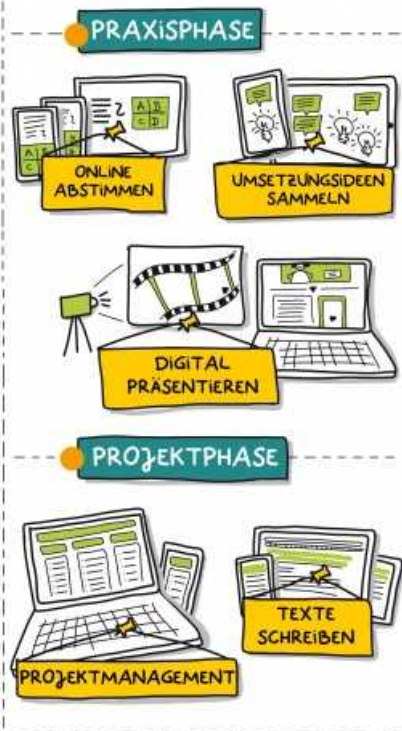 PRAXiSPHASE
A B
C D
A B
C
ONLiNE
ABSTiMMEN
UMSETZUNGSiDEEN
SAMMELN
DiGiTAL
PRÄSENTiEREN
PROJEKTPHASE
PROJEKTMANAGEMENT
TEXTE
SCHREiBEN